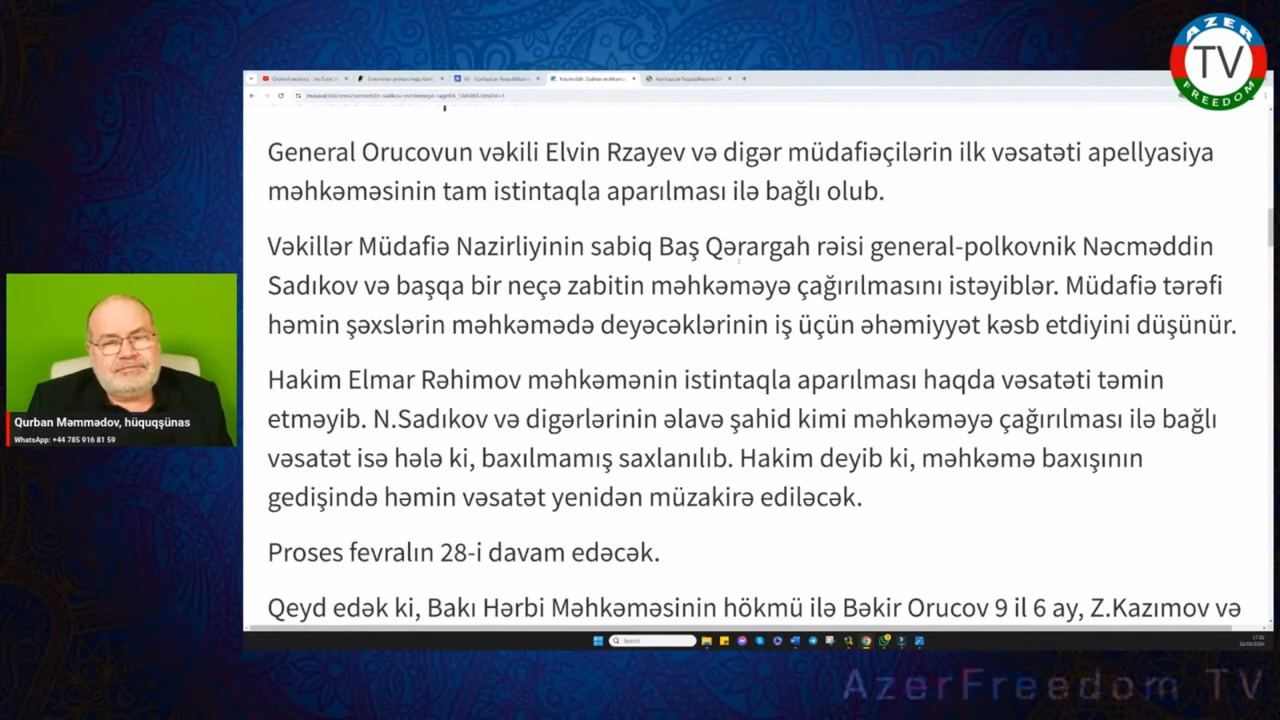 AZER
TV
FREEDOM
General Orucovun vəkili Elvin Rzayev və digər müdafiəçilərin ilk vəsatəti apellyasiya
məhkəməsinin tam istintaqla aparılması ilə bağlı olub.
Vəkillər Müdafiə Nazirliyinin sabiq Baş Qərargah rəisi general-polkovnik Nəcməddin
Sadıkov və başqa bir neçə zabitin məhkəməyə çağırılmasını istəyiblər. Müdafiə tərəfi
həmin şəxslərin məhkəmədə deyəcəklərinin iş üçün əhəmiyyət kəsb etdiyini düşünür.
Hakim Elmar Rəhimov məhkəmənin istintaqla aparılması haqda vəsatəti təmin
etməyib. N.Sadıkov və digərlərinin əlavə şahid kimi məhkəməyə çağırılması ilə bağlı
vəsatət isə hələ ki, baxılmamış saxlanılıb. Hakim deyib ki, məhkəmə baxışının
gedişində həmin vəsatət yenidən müzakirə ediləcək.
Proses fevralın 28-i davam edəcək.
Qeyd edək ki, Bakı Hərbi Məhkəməsinin hökmü ilə Bəkir Orucov 9 il 6 ay, Z.Kazımov və
Qurban Məmmədov, hüquqşünas
WhatsApp: +44 785 916 81 59
Search
AzerFreedom TV